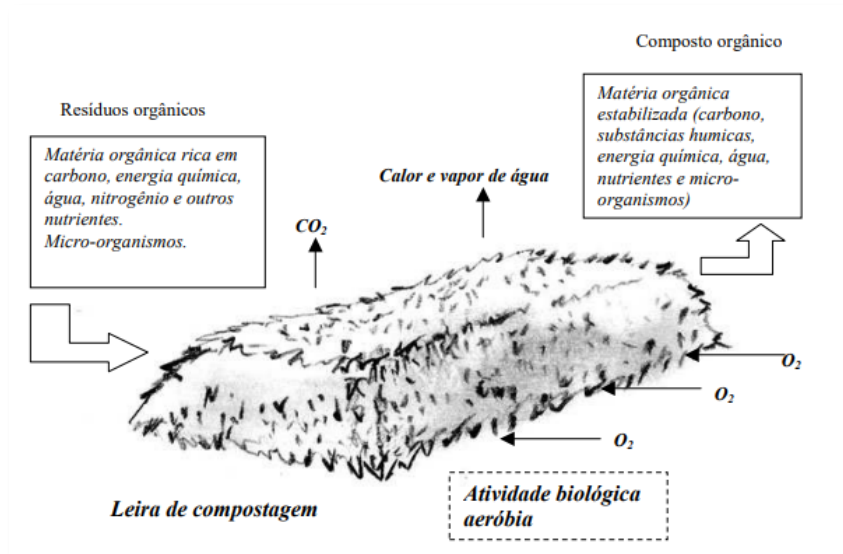 Composto orgânico
Resíduos orgânicos
Matéria orgânica
estabilizada (carbono,
substâncias humicas,
energia química, água,
nutrientes e micro-
organismos)
Matéria orgânica rica em
carbono, energia química,
água, nitrogênio e outros
nutrientes.
Micro-organismos.
Calor e vapor de água
CO₂
O₂
O₂
O₂
Leira de compostagem
Atividade biológica
aeróbia